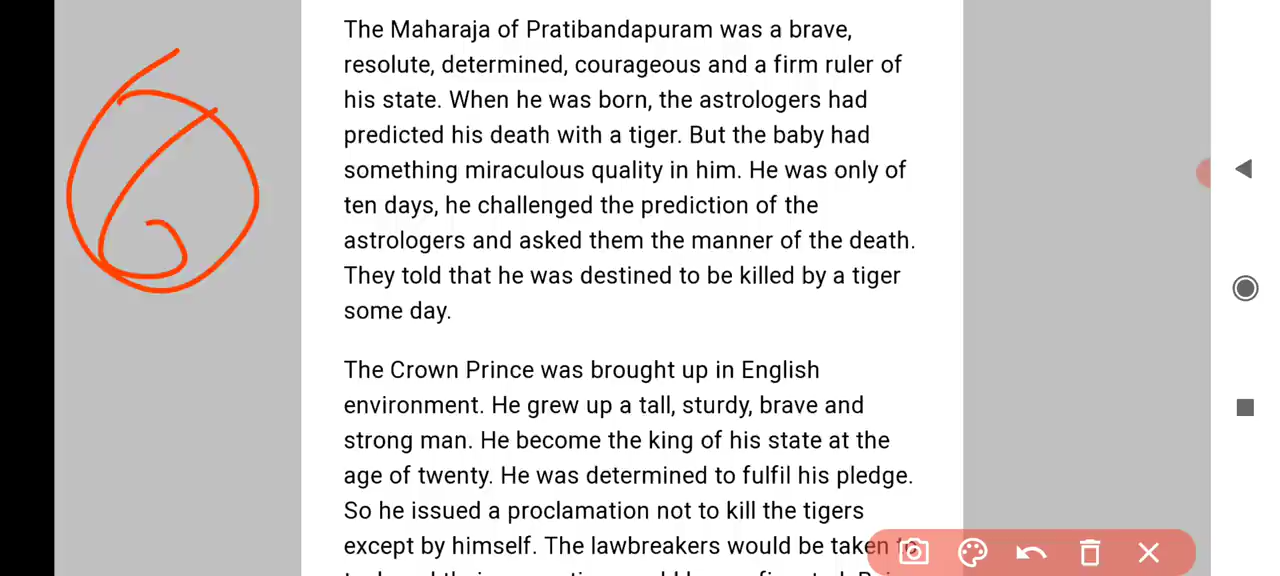 6
The Maharaja of Pratibandapuram was a brave,
resolute, determined, courageous and a firm ruler of
his state. When he was born, the astrologers had
predicted his death with a tiger. But the baby had
something miraculous quality in him. He was only of
ten days, he challenged the prediction of the
astrologers and asked them the manner of the death.
They told that he was destined to be killed by a tiger
some day.
The Crown Prince was brought up in English
environment. He grew up a tall, sturdy, brave and
strong man. He become the king of his state at the
age of twenty. He was determined to fulfil his pledge.
So he issued a proclamation not to kill the tigers
except by himself. The lawbreakers would be taken to